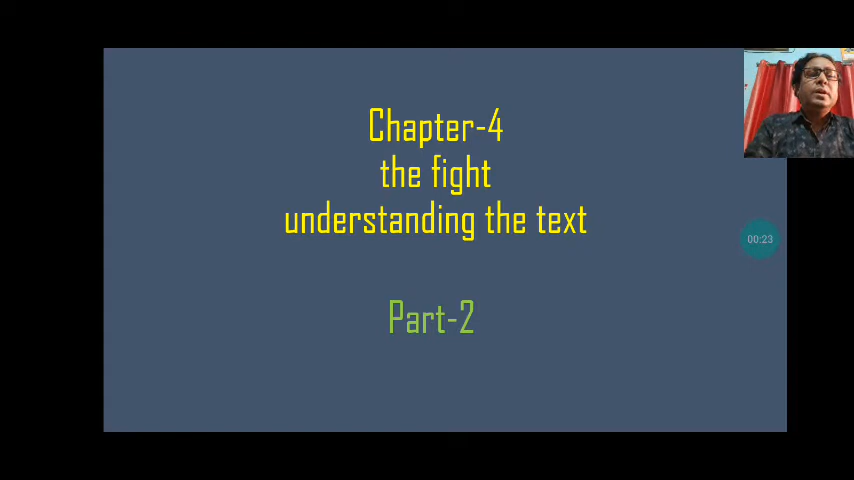 Chapter-4
the fight
understanding the text
Part-2
00:23